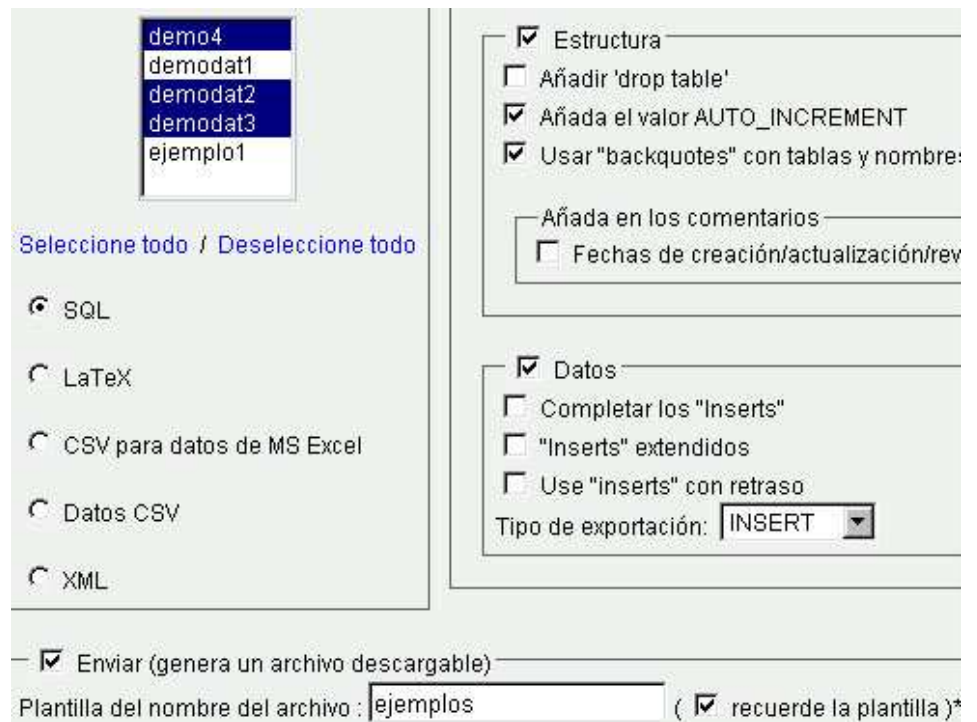 demo4
demodat1
demodat2
demodat3
ejemplo1
Seleccione todo / Deseleccione todo
SQL
LaTeX
CSV para datos de MS Excel
Datos CSV
XML
Estructura
Añadir 'drop table'
Añada el valor AUTO_INCREMENT
Usar "backquotes" con tablas y nombres
Añada en los comentarios
Fechas de creación/actualización/rev
Datos
Completar los "Inserts"
"Inserts" extendidos
Use "inserts" con retraso
Tipo de exportación: INSERT
Enviar (genera un archivo descargable)
Plantilla del nombre del archivo : ejemplos ( recuerde la plantilla )*